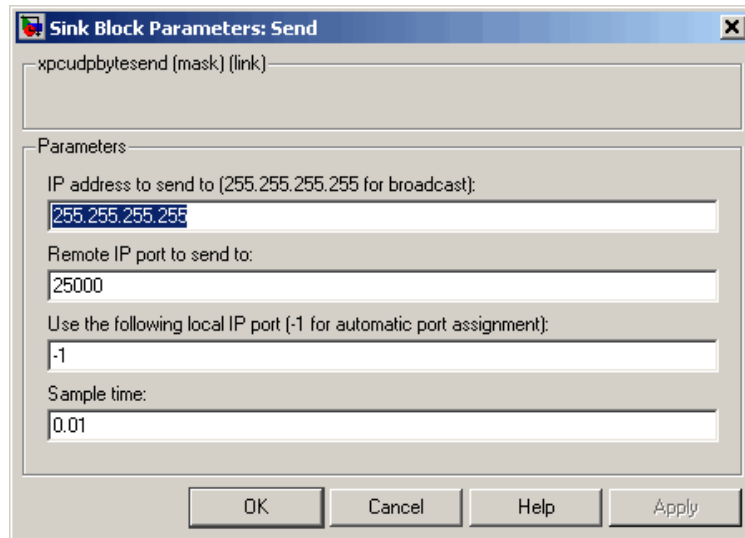 Sink Block Parameters: Send
xpcudpbytesend (mask) (link)
Parameters
IP address to send to (255.255.255.255 for broadcast):
255.255.255.255
Remote IP port to send to:
25000
Use the following local IP port (-1 for automatic port assignment):
-1
Sample time:
0.01
OK Cancel Help Apply